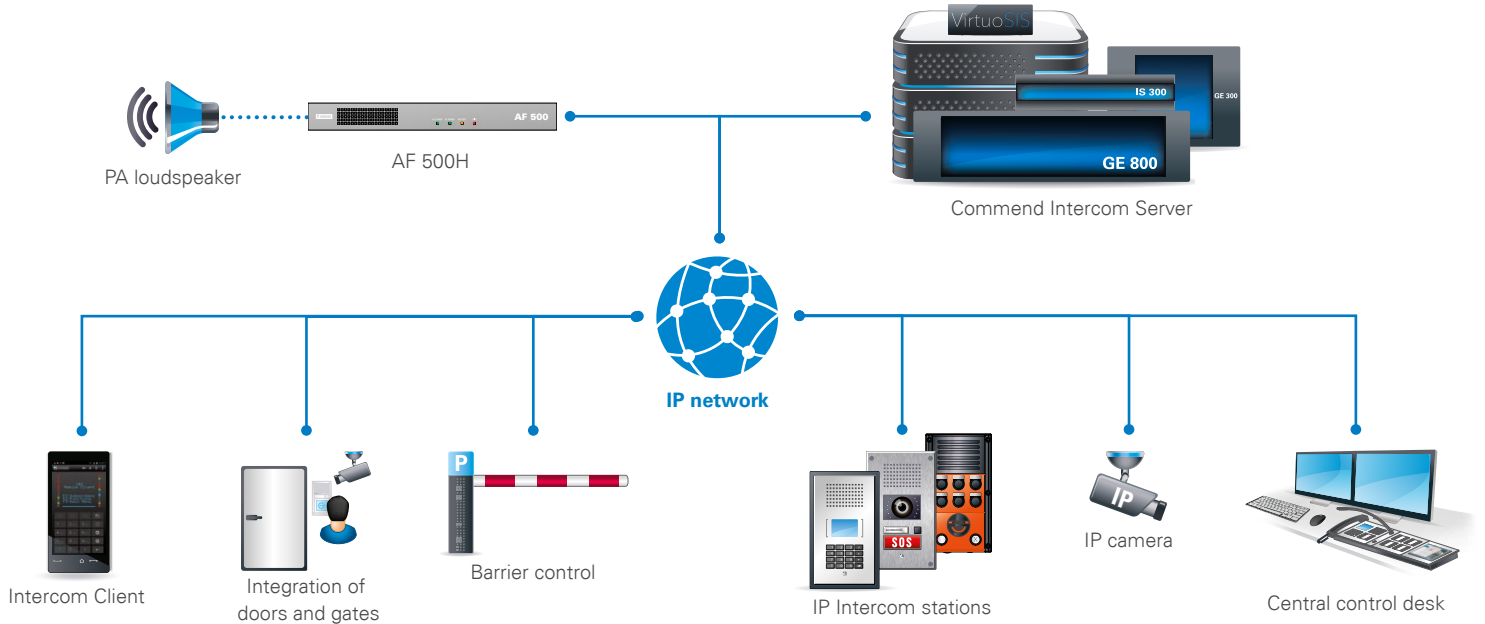 VirtuoSIS
IS 300
GE 300
AF 500
GE 800
PA loudspeaker
AF 500H
Commend Intercom Server
IP network
P
IP
SOS
Intercom Client
Integration of
doors and gates
Barrier control
IP Intercom stations
IP camera
Central control desk